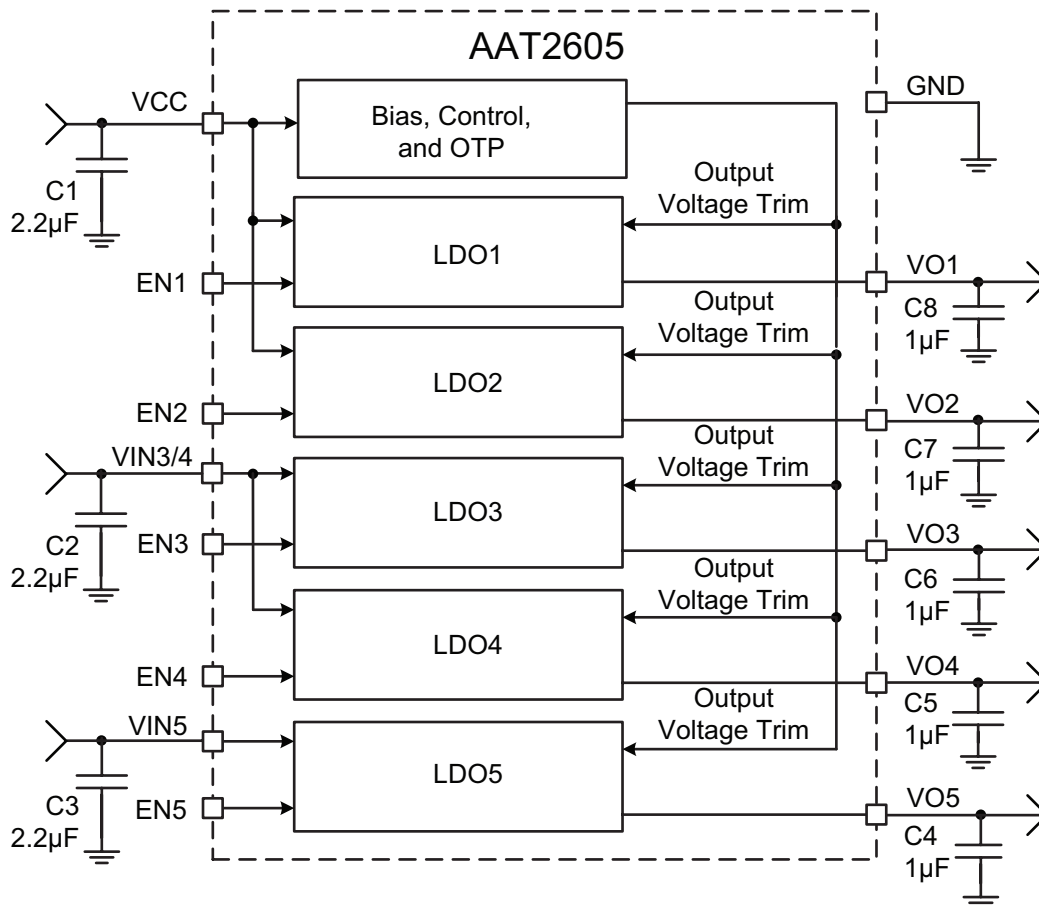 AAT2605
VCC
GND
Bias, Control,
and OTP
C1
2.2µF
Output
Voltage Trim
LDO1
EN1
VO1
C8
1µF
Output
Voltage Trim
LDO2
EN2
VO2
C7
1µF
Output
Voltage Trim
VIN3/4
LDO3
C2
2.2µF
EN3
VO3
C6
1µF
Output
Voltage Trim
LDO4
EN4
VO4
C5
1µF
Output
Voltage Trim
VIN5
LDO5
C3
2.2µF
EN5
VO5
C4
1µF